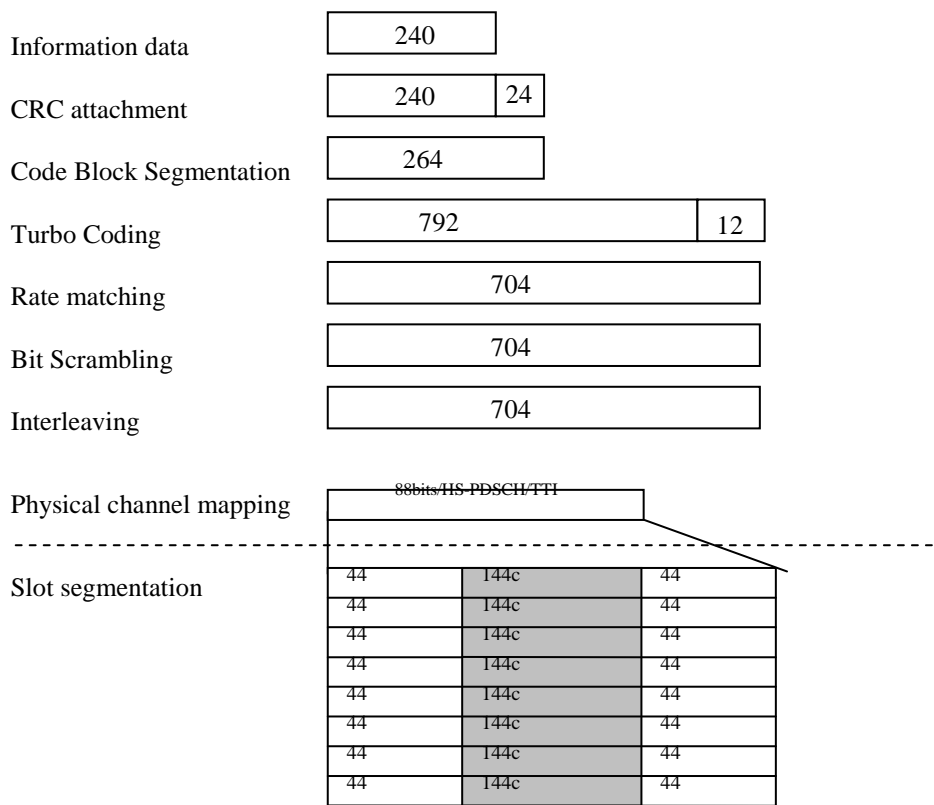 Information data 240
CRC attachment 240 24
Code Block Segmentation 264
Turbo Coding 792 12
Rate matching 704
Bit Scrambling 704
Interleaving 704
Physical channel mapping 88bits/HS-PDSCH/TTI
Slot segmentation
44 144c 44
44 144c 44
44 144c 44
44 144c 44
44 144c 44
44 144c 44
44 144c 44
44 144c 44